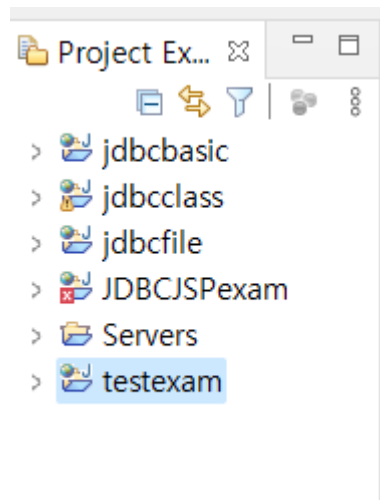 Project Ex...
jdbcbasic
jdbcclass
jdbcfile
JDBCJSPexam
Servers
testexam